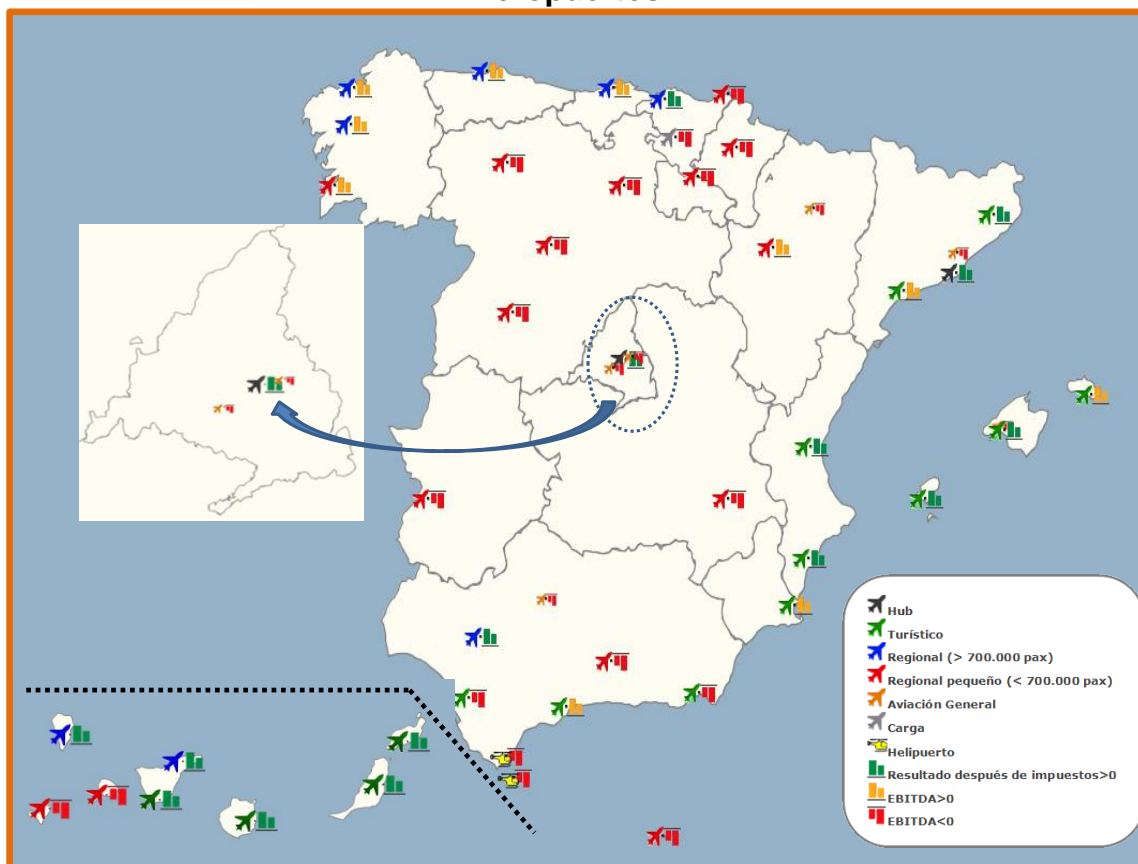 Hub
Turístico
Regional (> 700.000 pax)
Regional pequeño (< 700.000 pax)
Aviación General
Carga
Helipuerto
Resultado después de impuestos>0
EBITDA>0
EBITDA<0